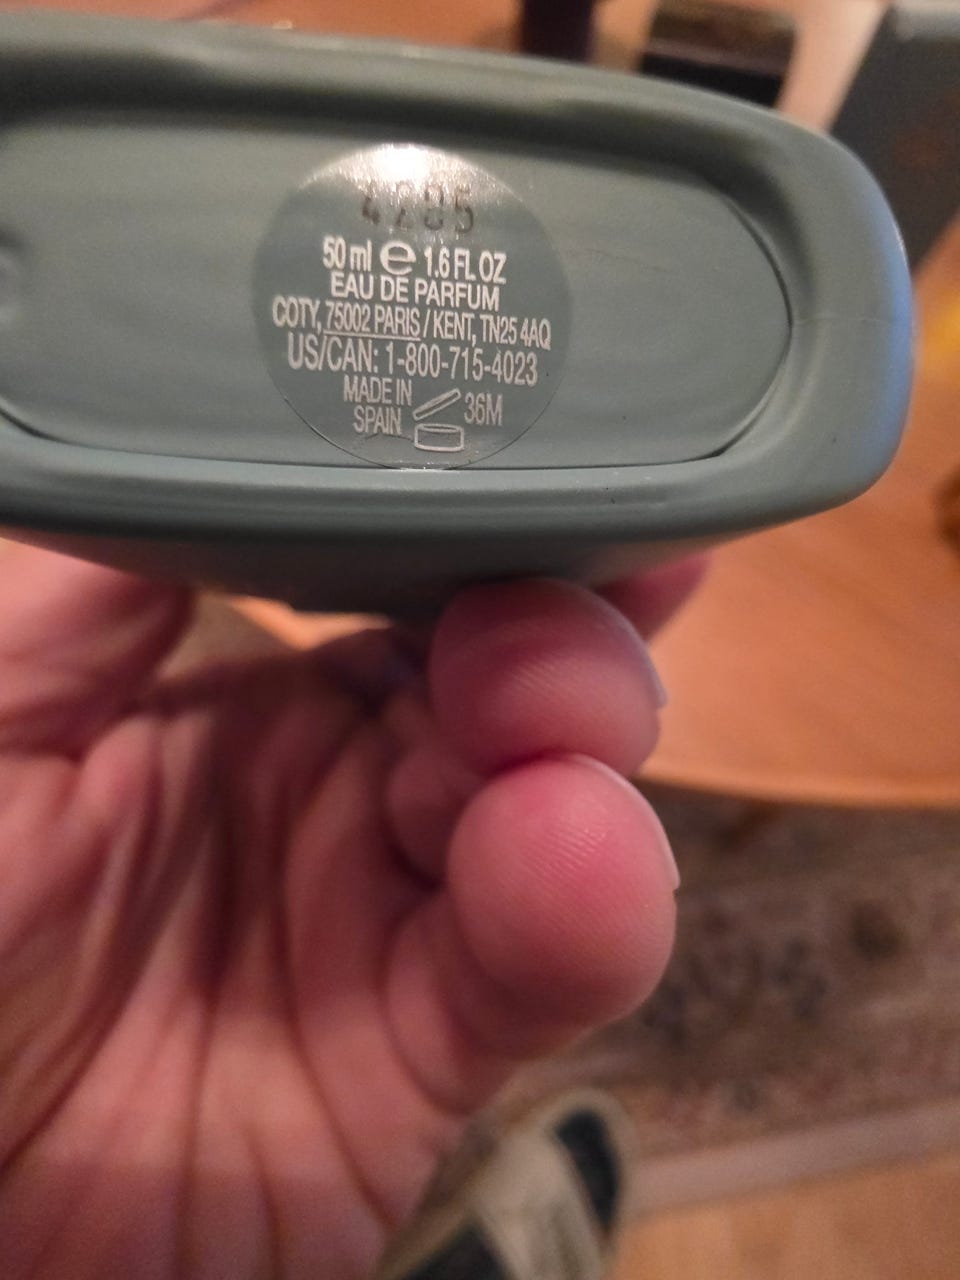 4205
50 ml e 1.6 FL OZ
EAU DE PARFUM
COTY, 75002 PARIS / KENT, TN25 4AQ
US/CAN: 1-800-715-4023
MADE IN
SPAIN
36M